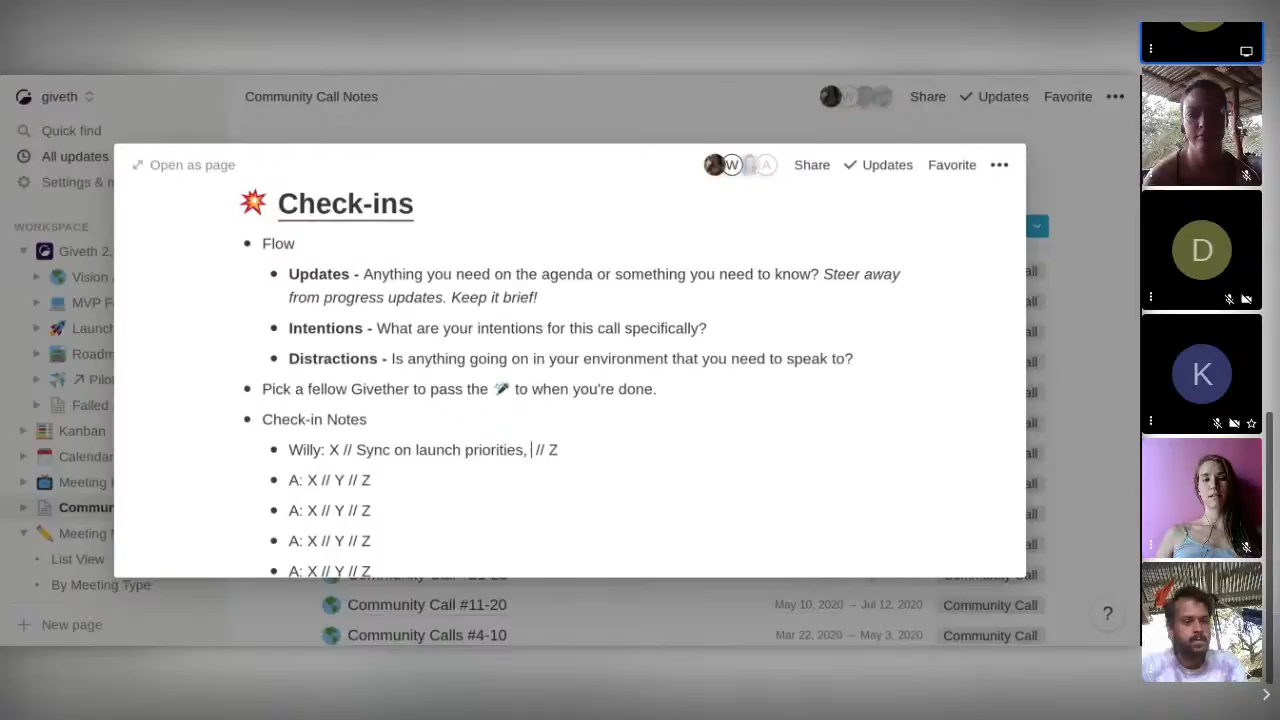 giveth
Community Call Notes
W
Share
Updates
Favorite
Quick find
All updates
Settings & m
Open as page
W
A
Share
Updates
Favorite
Check-ins
WORKSPACE
Giveth 2.
Vision
MVP F
Launch
Roadm
Pilot
Failed
Kanban
Calendar
Meeting
Commun
Meeting
List View
By Meeting Type
New page
Flow
Updates - Anything you need on the agenda or something you need to know? Steer away
from progress updates. Keep it brief!
Intentions - What are your intentions for this call specifically?
Distractions - Is anything going on in your environment that you need to speak to?
Pick a fellow Givether to pass the to when you're done.
Check-in Notes
Willy: X // Sync on launch priorities, // Z
A: X // Y // Z
A: X // Y // Z
A: X // Y // Z
A: X // Y // Z
Community Call #11-20
May 10, 2020 → Jul 12, 2020
Community Call
Community Calls #4-10
Mar 22, 2020 → May 3, 2020
Community Call
?
D
K